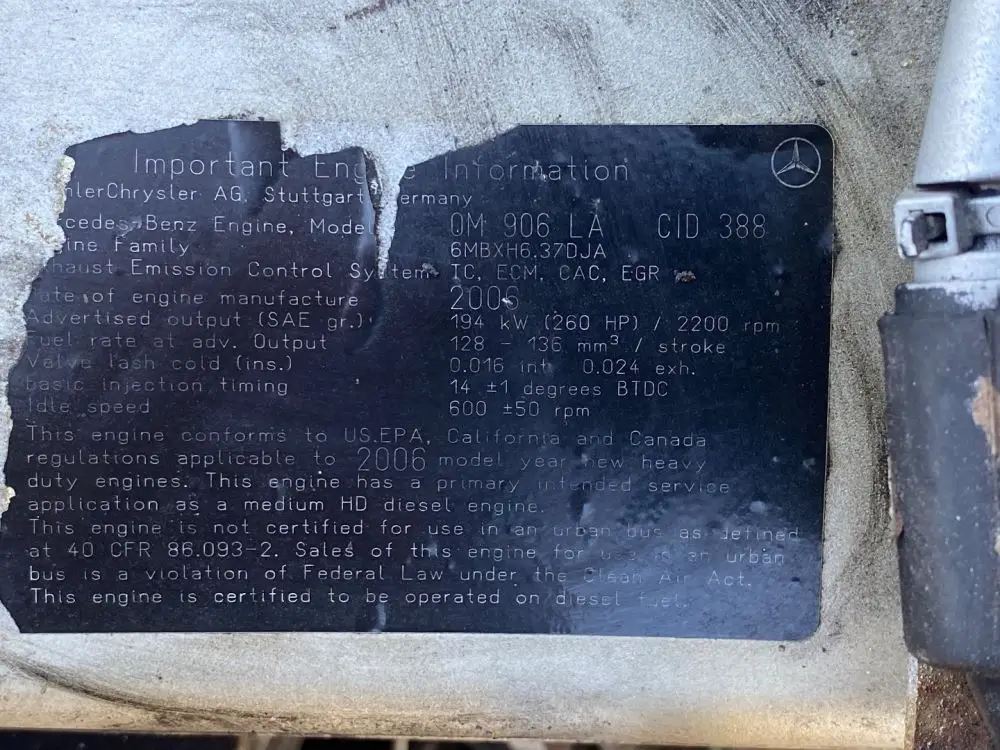 Important Eng e Information
hlerChrysler AG, Stuttgart ermany
cedes-Benz Engine, Model OM 906 LA CID 388
ine Family 6MBXH6.37DJA
haust Emission Control System TC, ECM, CAC, EGR
ate of engine manufacture 2006
Advertised output (SAE gr.) 194 kW (260 HP) / 2200 rpm
Fuel rate at adv. Output 128 - 136 mm³ / stroke
Valve lash cold (ins.) 0.016 int. 0.024 exh.
basic injection timing 14 ±1 degrees BTDC
Idle speed 600 ±50 rpm
This engine conforms to US.EPA, California and Canada
regulations applicable to 2006 model year new heavy
duty engines. This engine has a primary intended service
application as a medium HD diesel engine.
This engine is not certified for use in an urban bus as defined
at 40 CFR 86.093-2. Sales of this engine for use in an urban
bus is a violation of Federal Law under the Clean Air Act.
This engine is certified to be operated on diesel fuel.